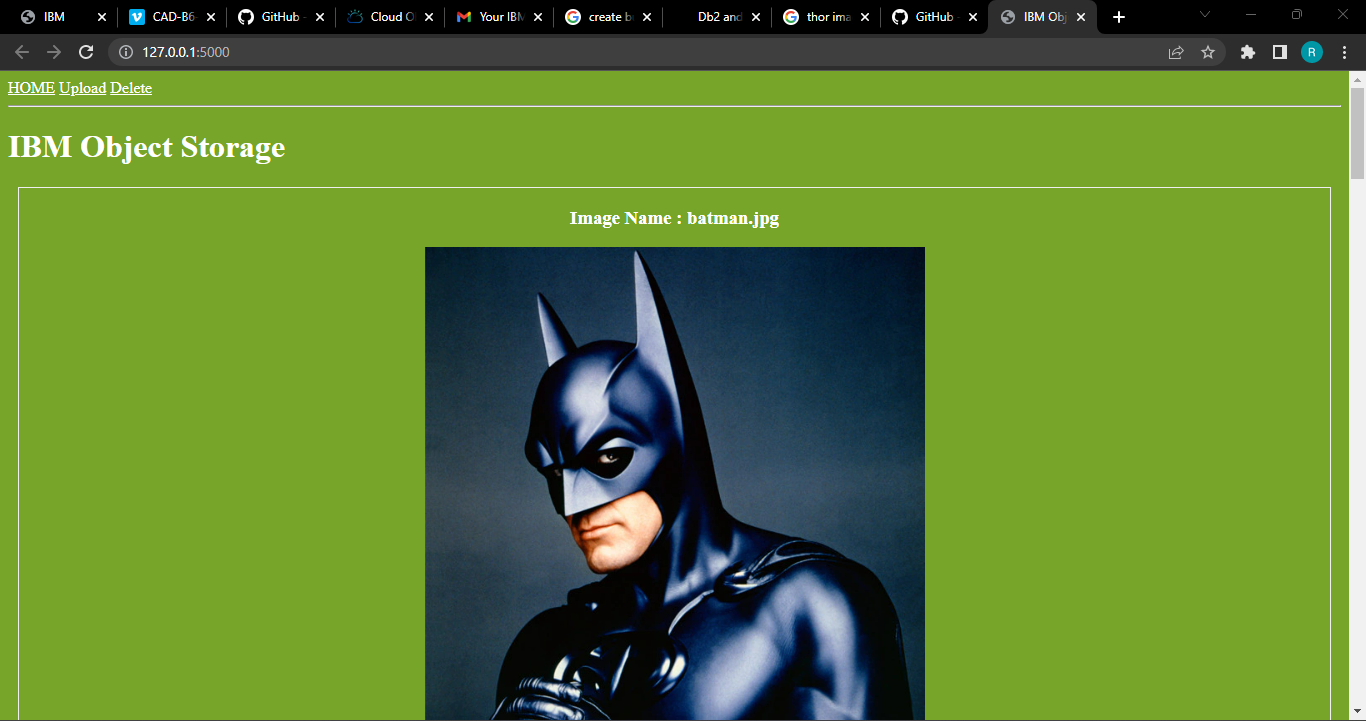 IBM CAD-B6- GitHub - Cloud O Your IBM create b Db2 and thor ima GitHub - IBM Obj
127.0.0.1:5000 R
HOME Upload Delete
IBM Object Storage
Image Name : batman.jpg